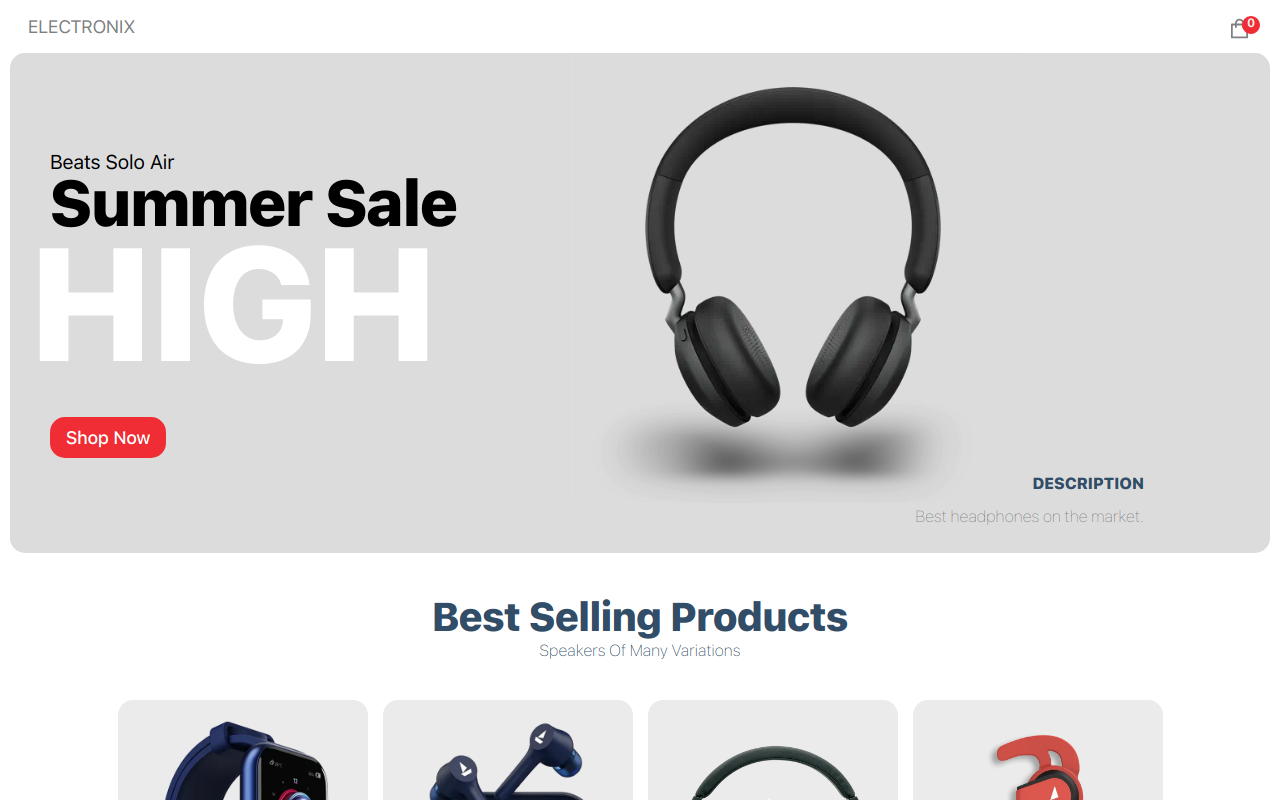 ELECTRONIX
0
Beats Solo Air
Summer Sale
HIGH
Shop Now
DESCRIPTION
Best headphones on the market.
Best Selling Products
Speakers Of Many Variations